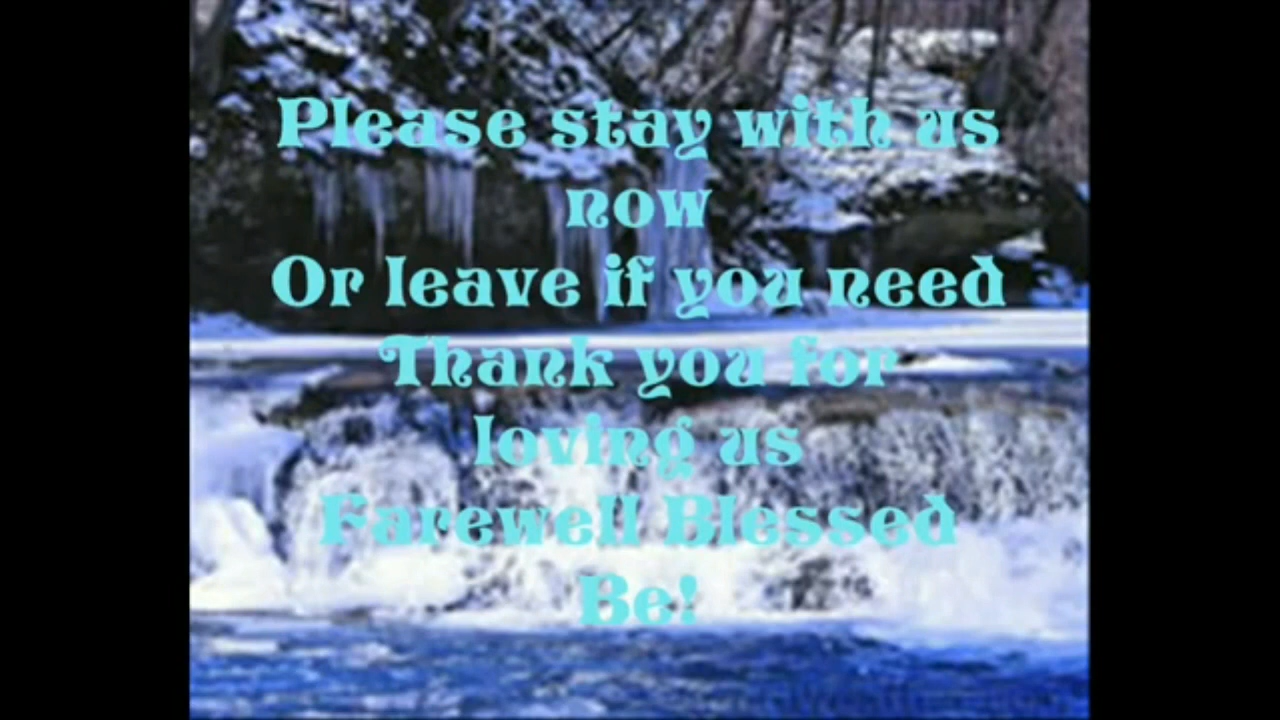 Please stay with us
now
Or leave if you need
Thank you for
loving us
Farewell Blessed
Be!